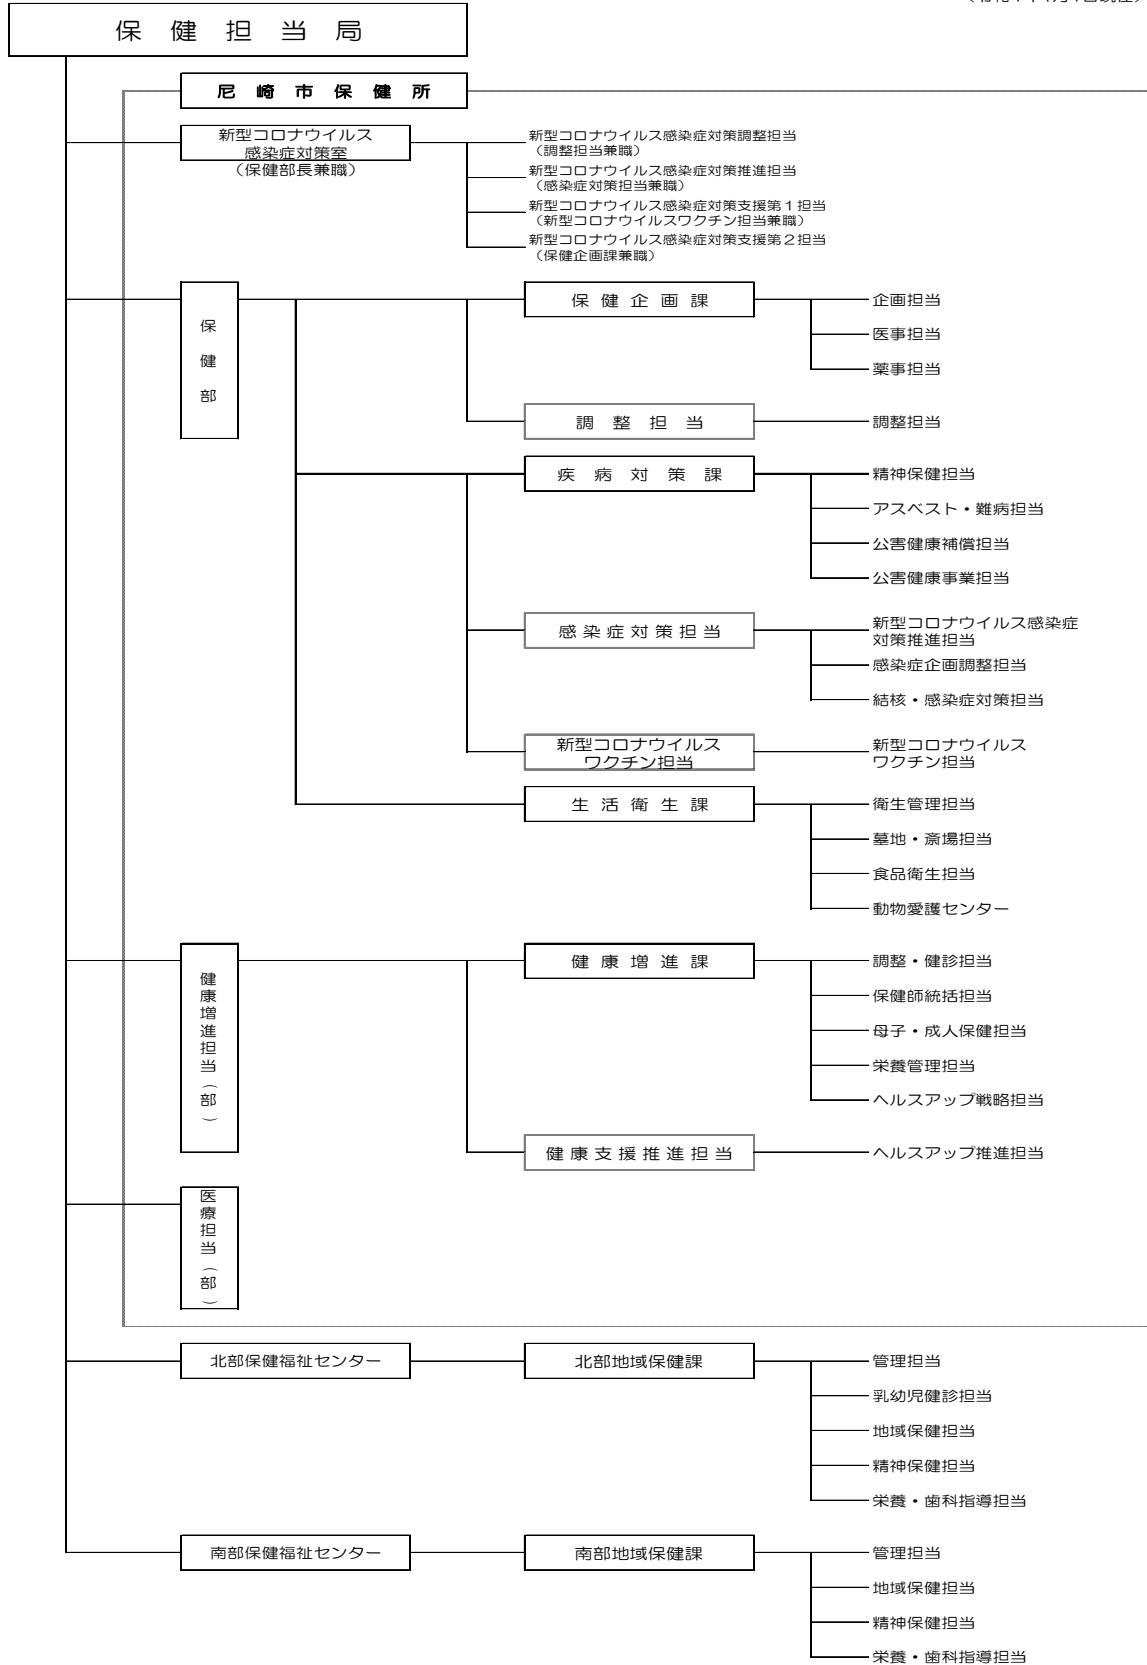 保健担当局
尼崎市保健所
新型コロナウイルス
感染症対策室
（保健部長兼職）
新型コロナウイルス感染症対策調整担当
（調整担当兼職）
新型コロナウイルス感染症対策推進担当
（感染症対策担当兼職）
新型コロナウイルス感染症対策支援第１担当
（新型コロナウイルスワクチン担当兼職）
新型コロナウイルス感染症対策支援第２担当
（保健企画課兼職）
保健部
保健企画課
企画担当
医事担当
薬事担当
調整担当
調整担当
疾病対策課
精神保健担当
アスベスト・難病担当
公害健康補償担当
公害健康事業担当
感染症対策担当
新型コロナウイルス感染症
対策推進担当
感染症企画調整担当
結核・感染症対策担当
新型コロナウイルス
ワクチン担当
新型コロナウイルス
ワクチン担当
生活衛生課
衛生管理担当
墓地・斎場担当
食品衛生担当
動物愛護センター
健康増進担当（部）
健康増進課
調整・健診担当
保健師統括担当
母子・成人保健担当
栄養管理担当
ヘルスアップ戦略担当
健康支援推進担当
ヘルスアップ推進担当
医療担当（部）
北部保健福祉センター
北部地域保健課
管理担当
乳幼児健診担当
地域保健担当
精神保健担当
栄養・歯科指導担当
南部保健福祉センター
南部地域保健課
管理担当
地域保健担当
精神保健担当
栄養・歯科指導担当